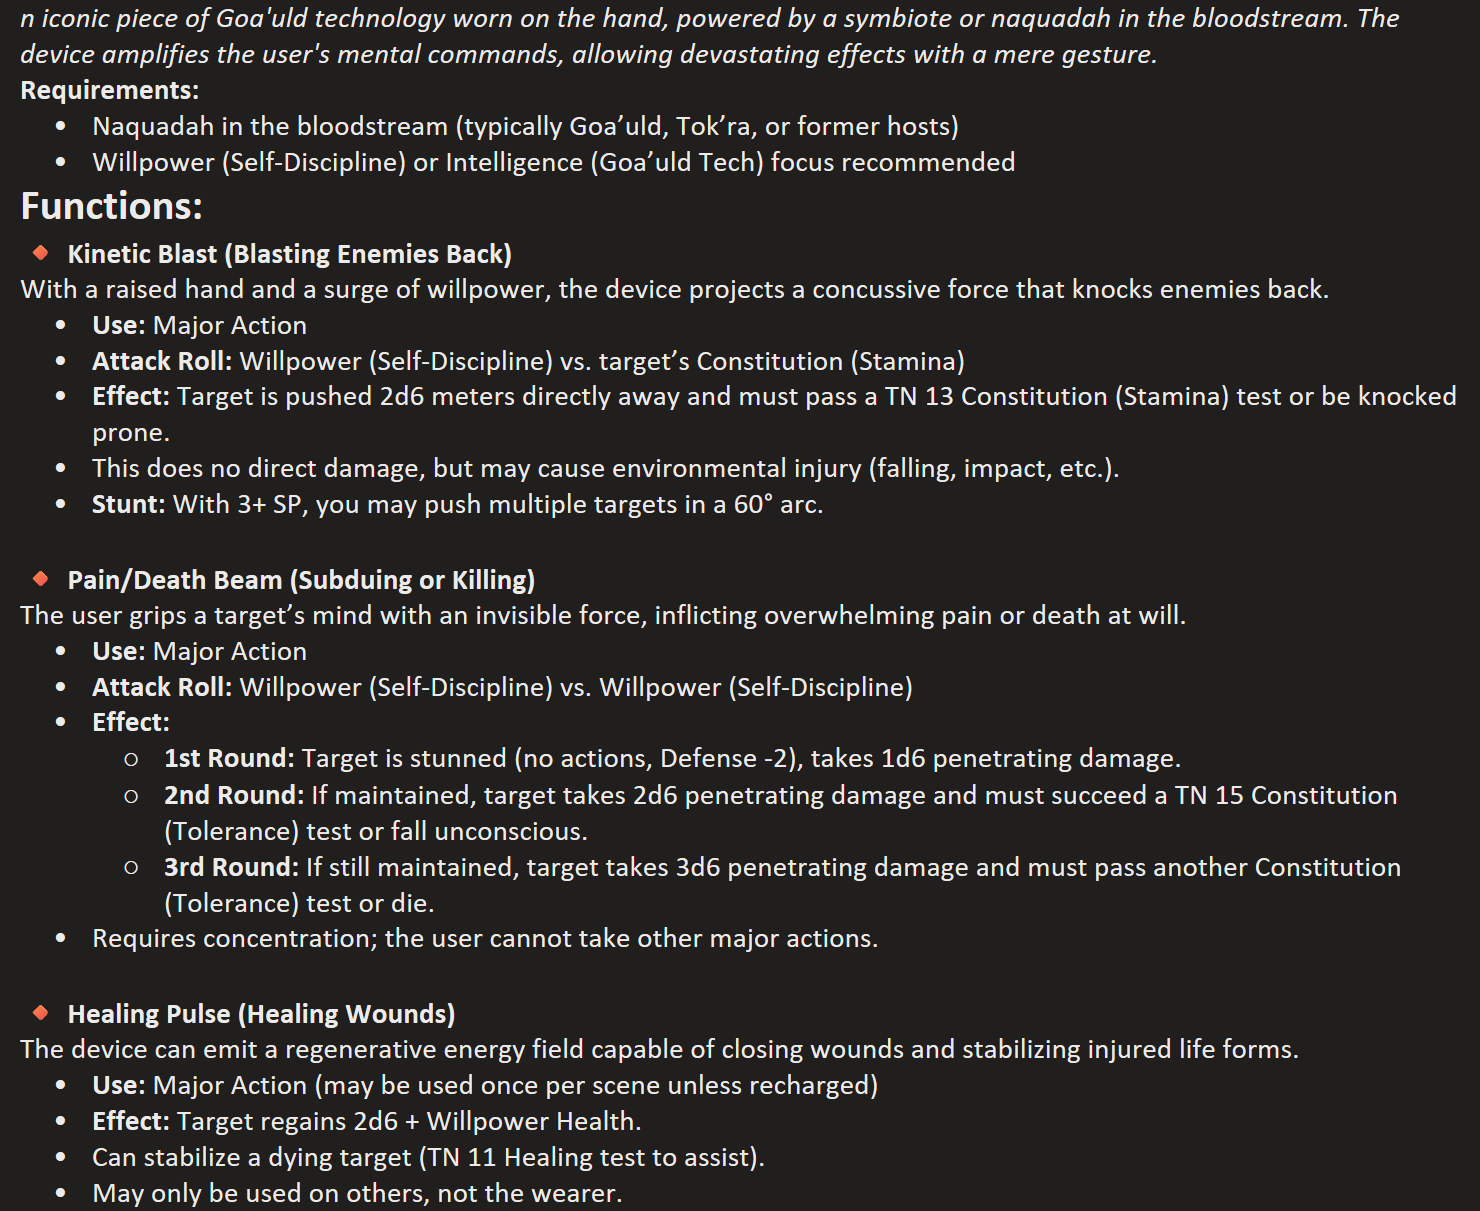 n iconic piece of Goa'uld technology worn on the hand, powered by a symbiote or naquadah in the bloodstream. The
device amplifies the user's mental commands, allowing devastating effects with a mere gesture.
Requirements:
• Naquadah in the bloodstream (typically Goa’uld, Tok’ra, or former hosts)
• Willpower (Self-Discipline) or Intelligence (Goa’uld Tech) focus recommended
Functions:
🔸 Kinetic Blast (Blasting Enemies Back)
With a raised hand and a surge of willpower, the device projects a concussive force that knocks enemies back.
• Use: Major Action
• Attack Roll: Willpower (Self-Discipline) vs. target’s Constitution (Stamina)
• Effect: Target is pushed 2d6 meters directly away and must pass a TN 13 Constitution (Stamina) test or be knocked
prone.
• This does no direct damage, but may cause environmental injury (falling, impact, etc.).
• Stunt: With 3+ SP, you may push multiple targets in a 60° arc.
🔸 Pain/Death Beam (Subduing or Killing)
The user grips a target’s mind with an invisible force, inflicting overwhelming pain or death at will.
• Use: Major Action
• Attack Roll: Willpower (Self-Discipline) vs. Willpower (Self-Discipline)
• Effect:
○ 1st Round: Target is stunned (no actions, Defense -2), takes 1d6 penetrating damage.
○ 2nd Round: If maintained, target takes 2d6 penetrating damage and must succeed a TN 15 Constitution
(Tolerance) test or fall unconscious.
○ 3rd Round: If still maintained, target takes 3d6 penetrating damage and must pass another Constitution
(Tolerance) test or die.
• Requires concentration; the user cannot take other major actions.
🔸 Healing Pulse (Healing Wounds)
The device can emit a regenerative energy field capable of closing wounds and stabilizing injured life forms.
• Use: Major Action (may be used once per scene unless recharged)
• Effect: Target regains 2d6 + Willpower Health.
• Can stabilize a dying target (TN 11 Healing test to assist).
• May only be used on others, not the wearer.